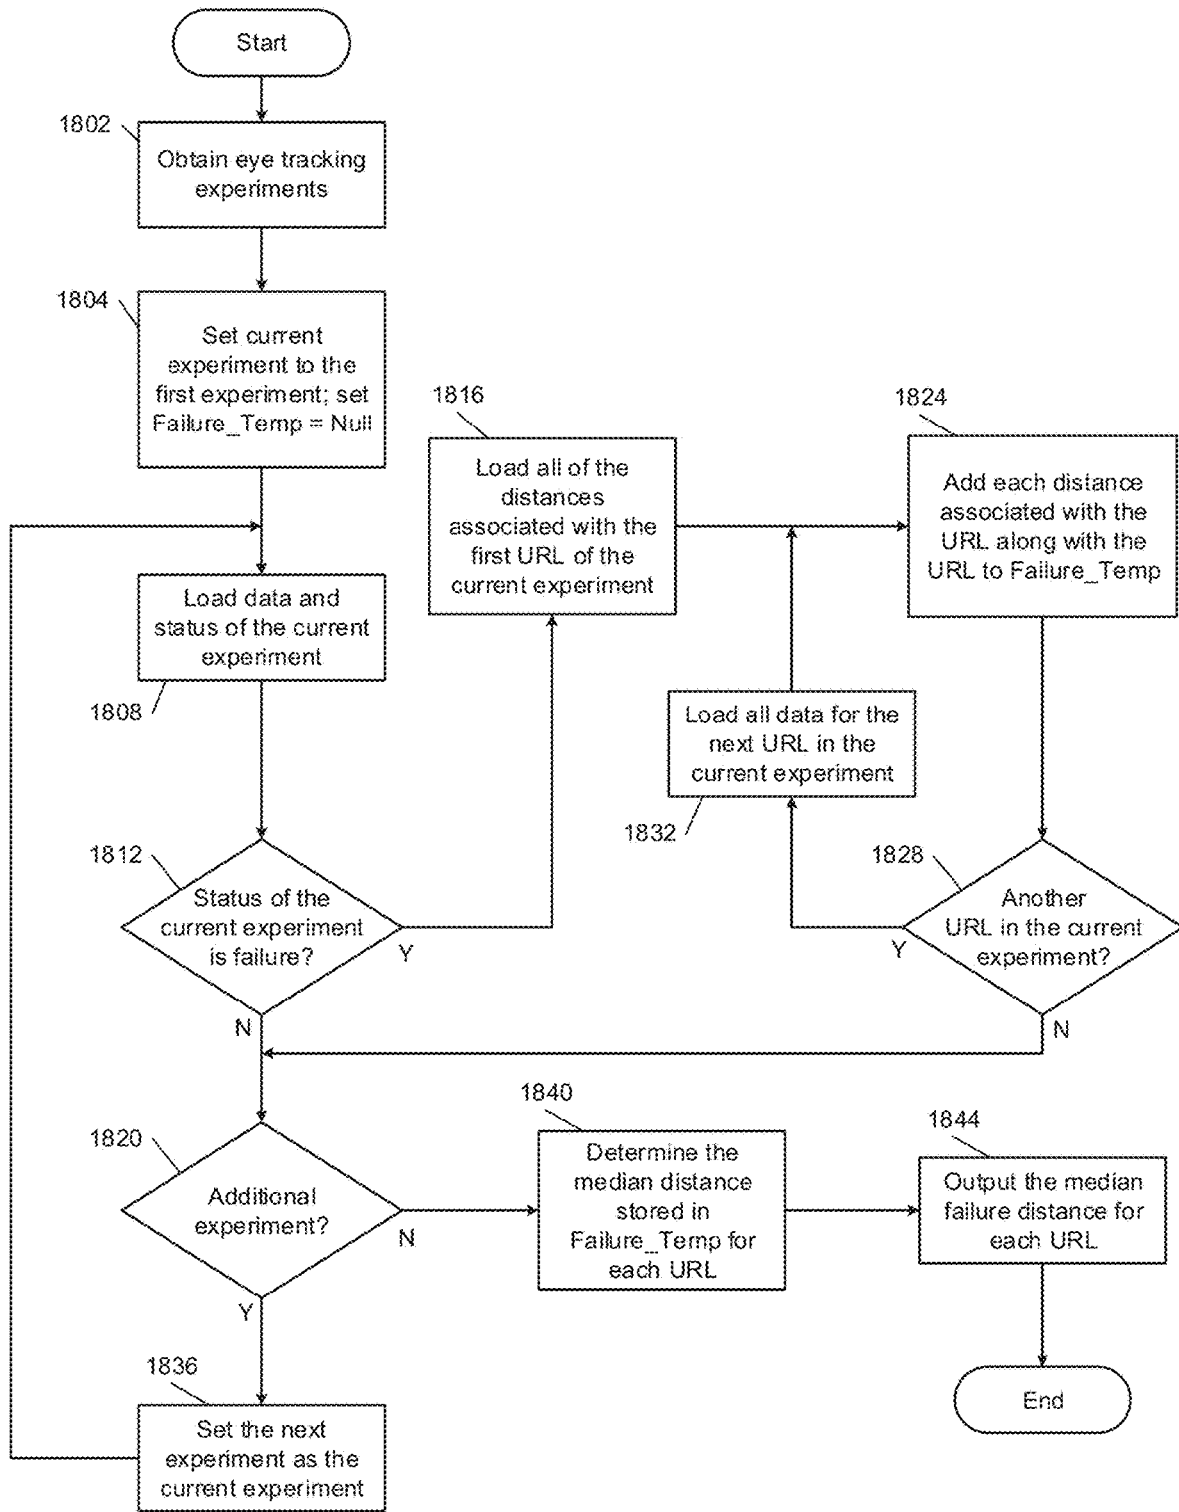 Start
1802
Obtain eye tracking
experiments
1804
Set current
experiment to the
first experiment; set
Failure_Temp = Null
1808
Load data and
status of the current
experiment
1812
Status of the
current experiment
is failure?
Y
N
1816
Load all of the
distances
associated with the
first URL of the
current experiment
1824
Add each distance
associated with the
URL along with the
URL to Failure_Temp
1832
Load all data for the
next URL in the
current experiment
1828
Another
URL in the current
experiment?
Y
N
1820
Additional
experiment?
N
Y
1840
Determine the
median distance
stored in
Failure_Temp for
each URL
1844
Output the median
failure distance for
each URL
End
1836
Set the next
experiment as the
current experiment